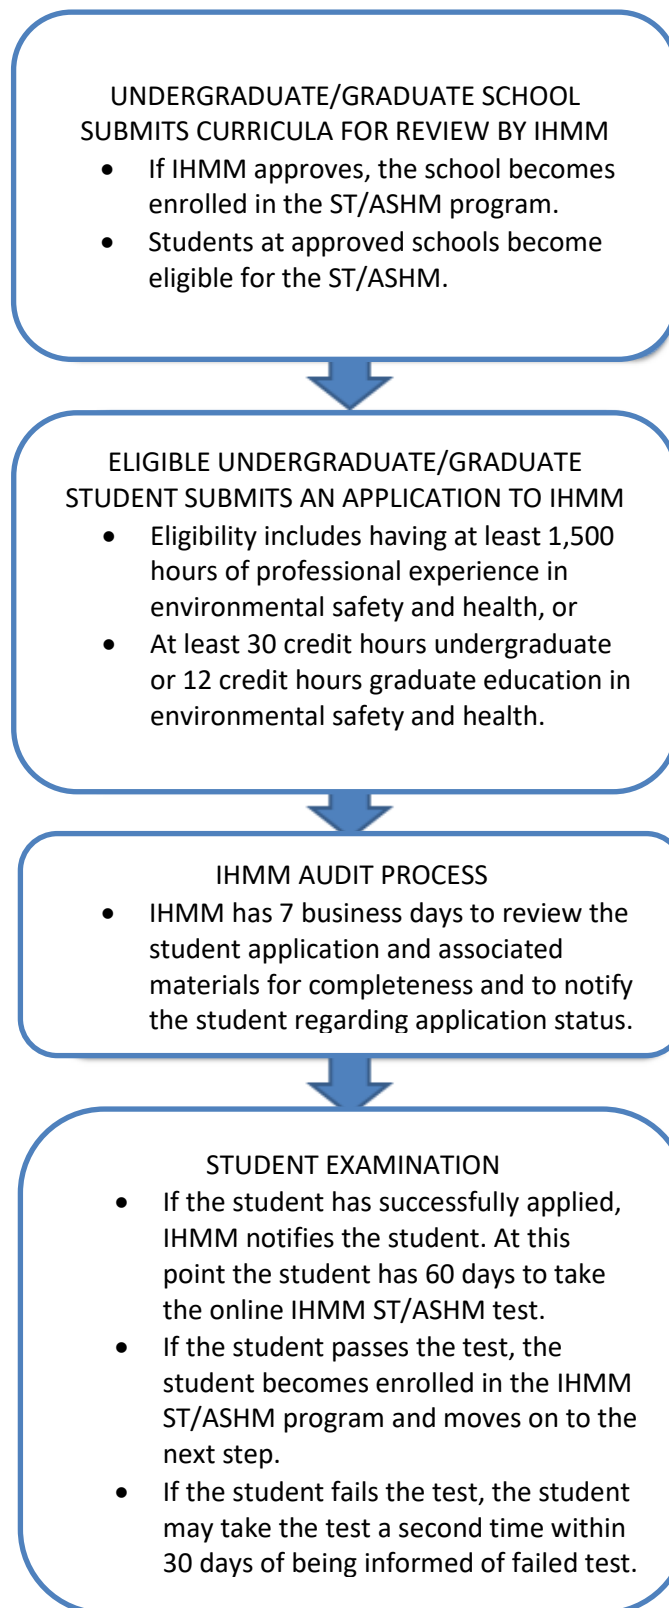 UNDERGRADUATE/GRADUATE SCHOOL
SUBMITS CURRICULA FOR REVIEW BY IHMM
• If IHMM approves, the school becomes
enrolled in the ST/ASHM program.
• Students at approved schools become
eligible for the ST/ASHM.
ELIGIBLE UNDERGRADUATE/GRADUATE
STUDENT SUBMITS AN APPLICATION TO IHMM
• Eligibility includes having at least 1,500
hours of professional experience in
environmental safety and health, or
• At least 30 credit hours undergraduate
or 12 credit hours graduate education in
environmental safety and health.
IHMM AUDIT PROCESS
• IHMM has 7 business days to review the
student application and associated
materials for completeness and to notify
the student regarding application status.
STUDENT EXAMINATION
• If the student has successfully applied,
IHMM notifies the student. At this
point the student has 60 days to take
the online IHMM ST/ASHM test.
• If the student passes the test, the
student becomes enrolled in the IHMM
ST/ASHM program and moves on to the
next step.
• If the student fails the test, the student
may take the test a second time within
30 days of being informed of failed test.